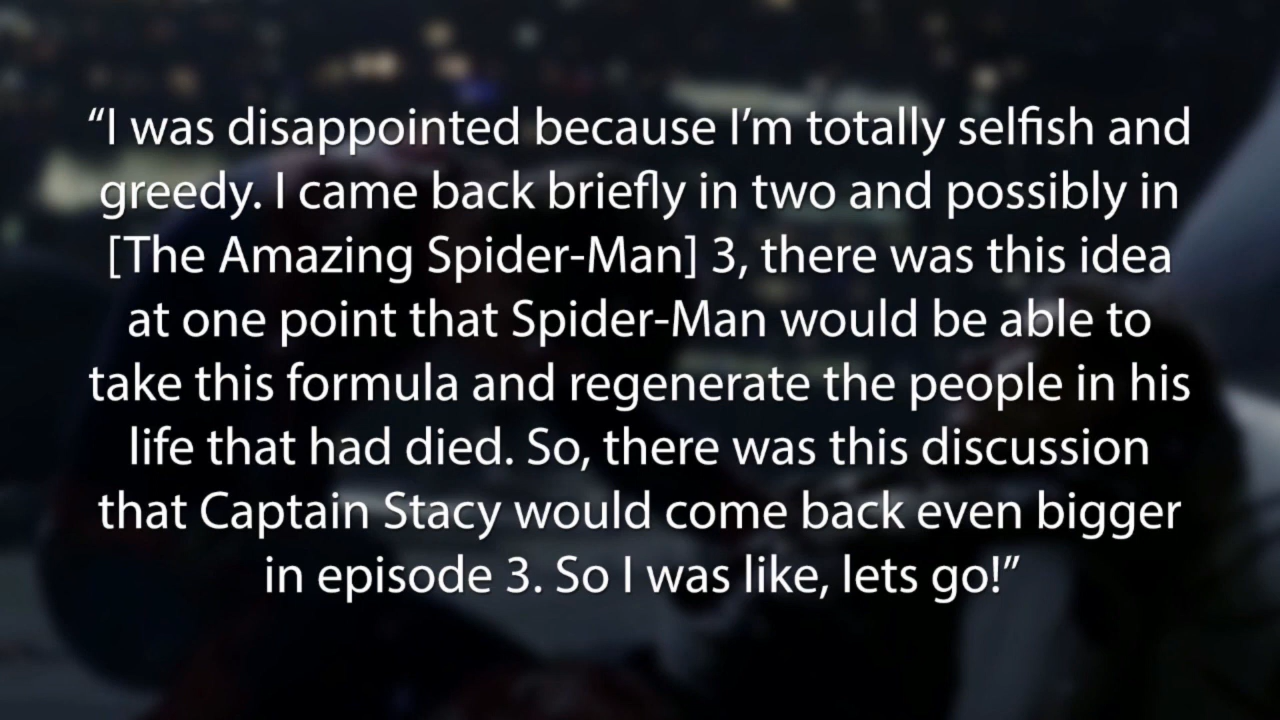 “I was disappointed because I’m totally selfish and
greedy. I came back briefly in two and possibly in
[The Amazing Spider-Man] 3, there was this idea
at one point that Spider-Man would be able to
take this formula and regenerate the people in his
life that had died. So, there was this discussion
that Captain Stacy would come back even bigger
in episode 3. So I was like, lets go!”